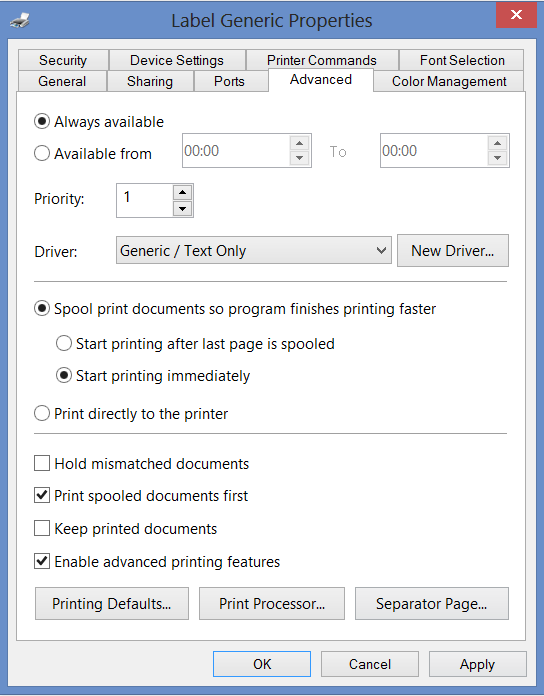 Label Generic Properties
Security Device Settings Printer Commands Font Selection
General Sharing Ports Advanced Color Management
Always available
Available from 00:00 To 00:00
Priority: 1
Driver: Generic / Text Only New Driver...
Spool print documents so program finishes printing faster
Start printing after last page is spooled
Start printing immediately
Print directly to the printer
Hold mismatched documents
Print spooled documents first
Keep printed documents
Enable advanced printing features
Printing Defaults... Print Processor... Separator Page...
OK Cancel Apply